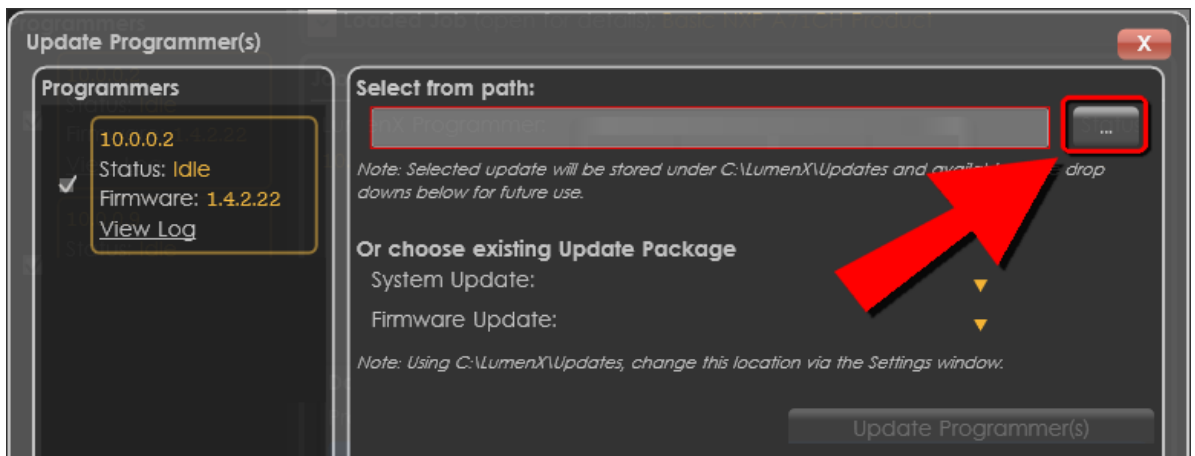 Update Programmer(s)
X
Programmers
10.0.0.2
Status: Idle
Firmware: 1.4.2.22
View Log
Select from path:
...
Note: Selected update will be stored under C:\LumenX\Updates and drop
downs below for future use.
Or choose existing Update Package
System Update:
Firmware Update:
Note: Using C:\LumenX\Updates, change this location via the Settings window.
Update Programmer(s)